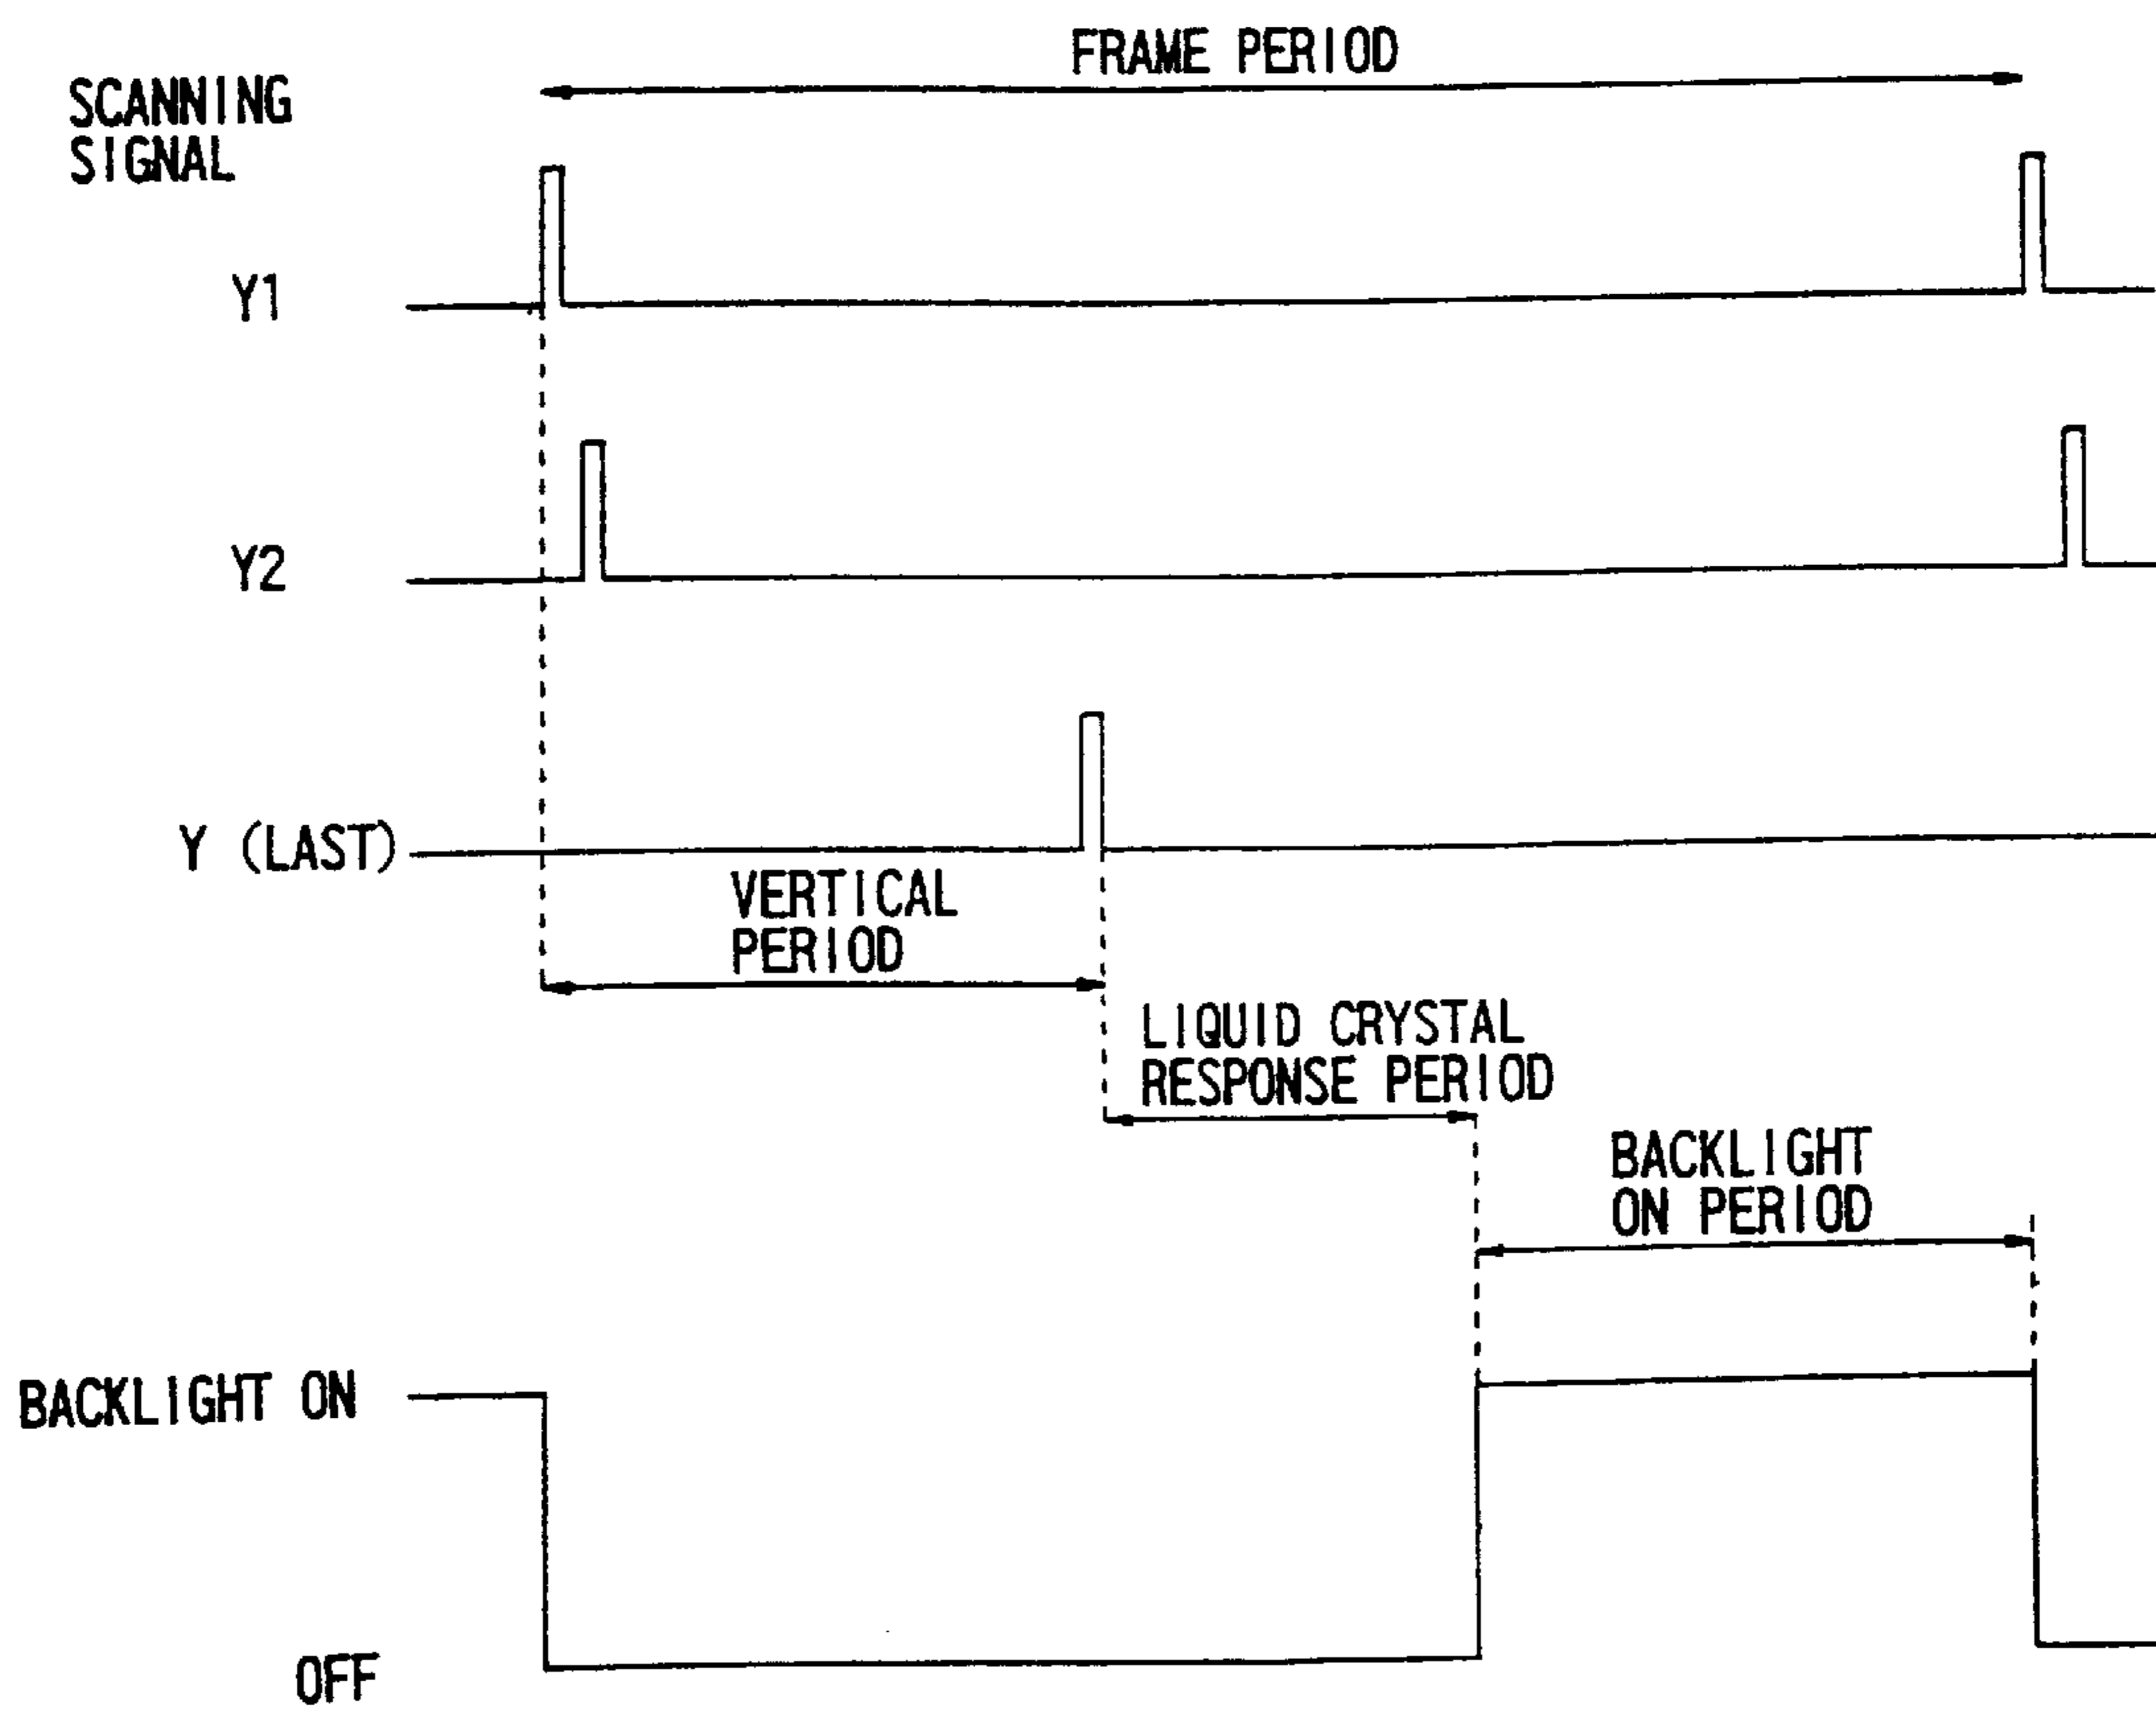 FRAME PERIOD
SCANNING
SIGNAL
Y1
Y2
Y (LAST)
VERTICAL
PERIOD
LIQUID CRYSTAL
RESPONSE PERIOD
BACKLIGHT
ON PERIOD
BACKLIGHT ON
OFF